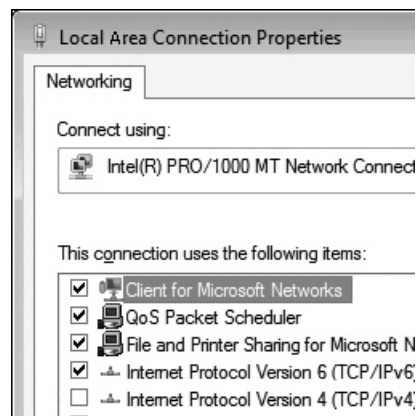 Local Area Connection Properties
Networking
Connect using:
Intel(R) PRO/1000 MT Network Connect
This connection uses the following items:
Client for Microsoft Networks
QoS Packet Scheduler
File and Printer Sharing for Microsoft N
Internet Protocol Version 6 (TCP/IPv6)
Internet Protocol Version 4 (TCP/IPv4)